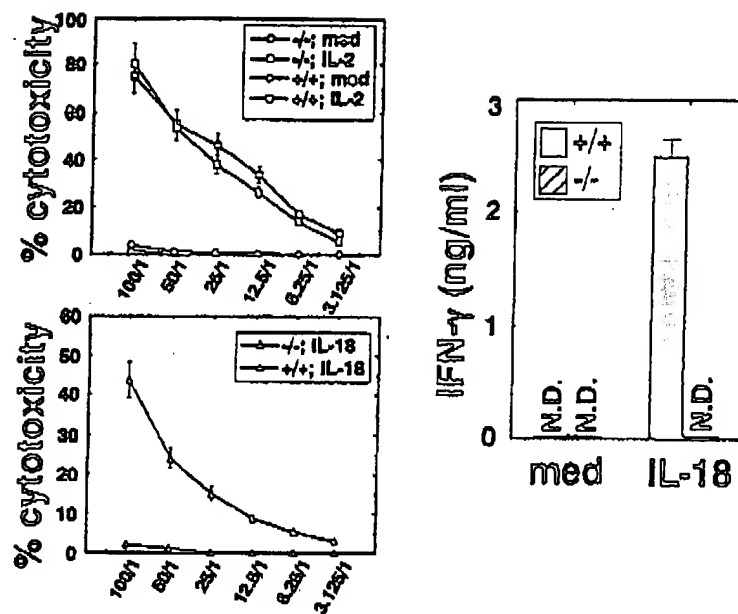 % cytotoxicity
100
80
60
40
20
0
-/-; med
-/-; IL-2
+/+; med
+/+; IL-2
100/1
50/1
25/1
12.5/1
6.25/1
3.125/1
% cytotoxicity
60
50
40
30
20
10
0
-/-; IL-18
+/+; IL-18
100/1
50/1
25/1
12.5/1
6.25/1
3.125/1
IFN-γ (ng/ml)
3
2
1
0
+/+
-/-
N.D.
N.D.
N.D.
med IL-18